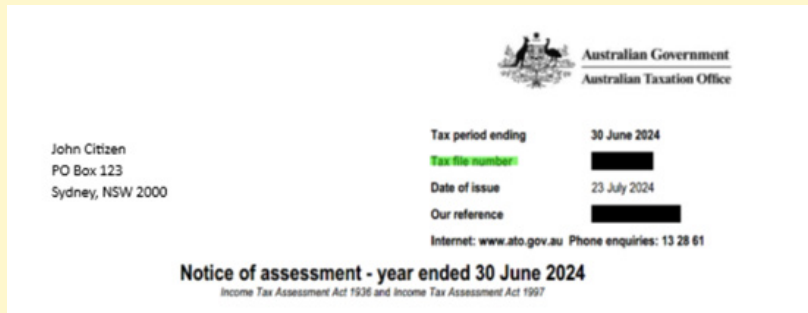 Australian Government
Australian Taxation Office
John Citizen
PO Box 123
Sydney, NSW 2000
Tax period ending 30 June 2024
Tax file number
Date of issue 23 July 2024
Our reference
Internet: www.ato.gov.au Phone enquiries: 13 28 61
Notice of assessment - year ended 30 June 2024
Income Tax Assessment Act 1936 and Income Tax Assessment Act 1997